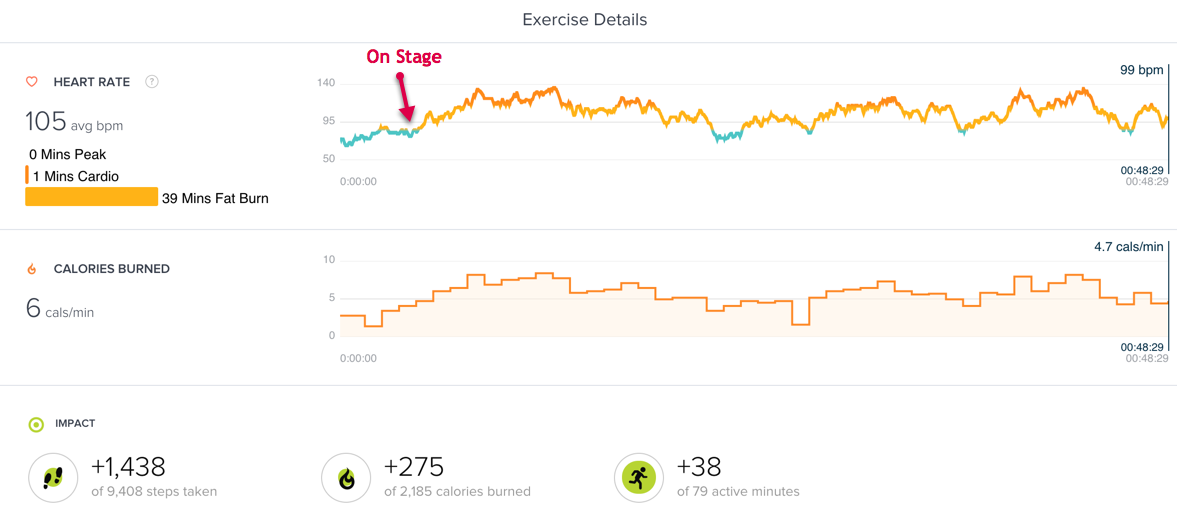 Exercise Details
On Stage
HEART RATE ?
105 avg bpm
0 Mins Peak
1 Mins Cardio
39 Mins Fat Burn
140
95
50
99 bpm
00:48:29
0:00:00
00:48:29
CALORIES BURNED
6 cals/min
10
5
0
4.7 cals/min
00:48:29
0:00:00
00:48:29
IMPACT
+1,438
of 9,408 steps taken
+275
of 2,185 calories burned
+38
of 79 active minutes